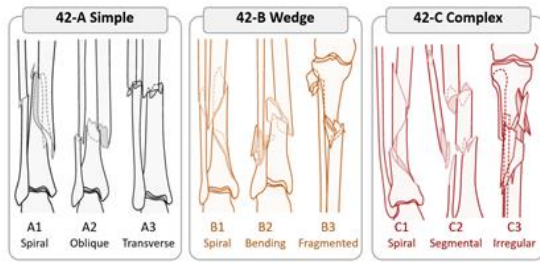 42-A Simple
A1 A2 A3
Spiral Oblique Transverse
42-B Wedge
B1 B2 B3
Spiral Bending Fragmented
42-C Complex
C1 C2 C3
Spiral Segmental Irregular